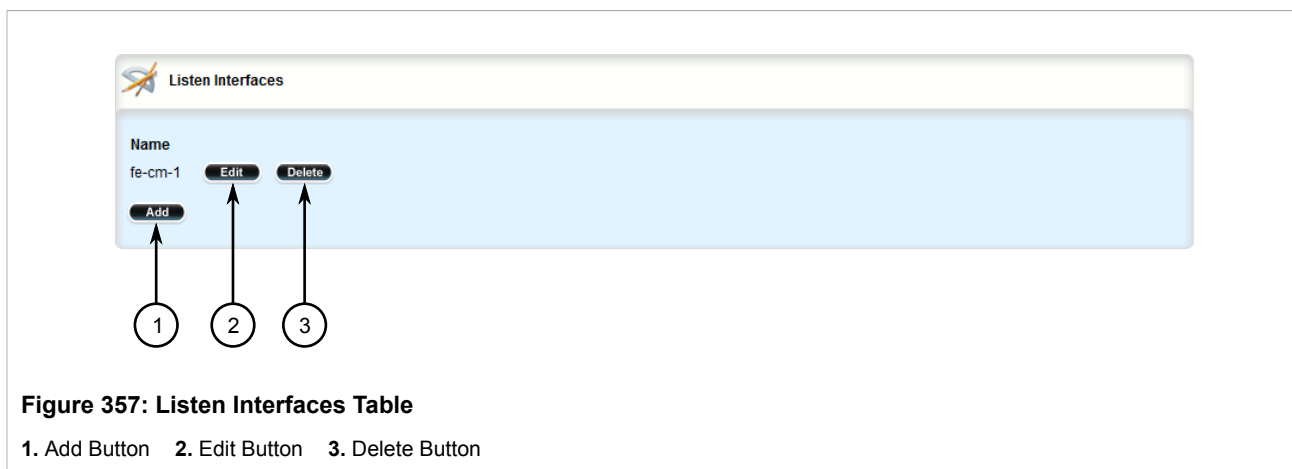 Listen Interfaces
Name
fe-cm-1 Edit Delete
Add
1 2 3
Figure 357: Listen Interfaces Table
1. Add Button 2. Edit Button 3. Delete Button